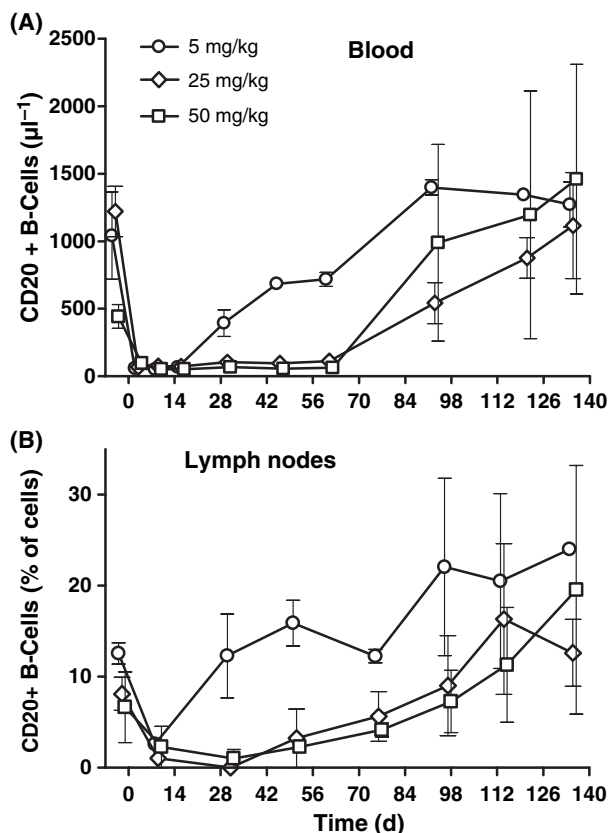 (A)
Blood
5 mg/kg
25 mg/kg
50 mg/kg
CD20 + B-Cells (µl⁻¹)
2500
2000
1500
1000
500
0
0 14 28 42 56 70 84 98 112 126 140
(B)
Lymph nodes
CD20+ B-Cells (% of cells)
30
20
10
0
0 14 28 42 56 70 84 98 112 126 140
Time (d)